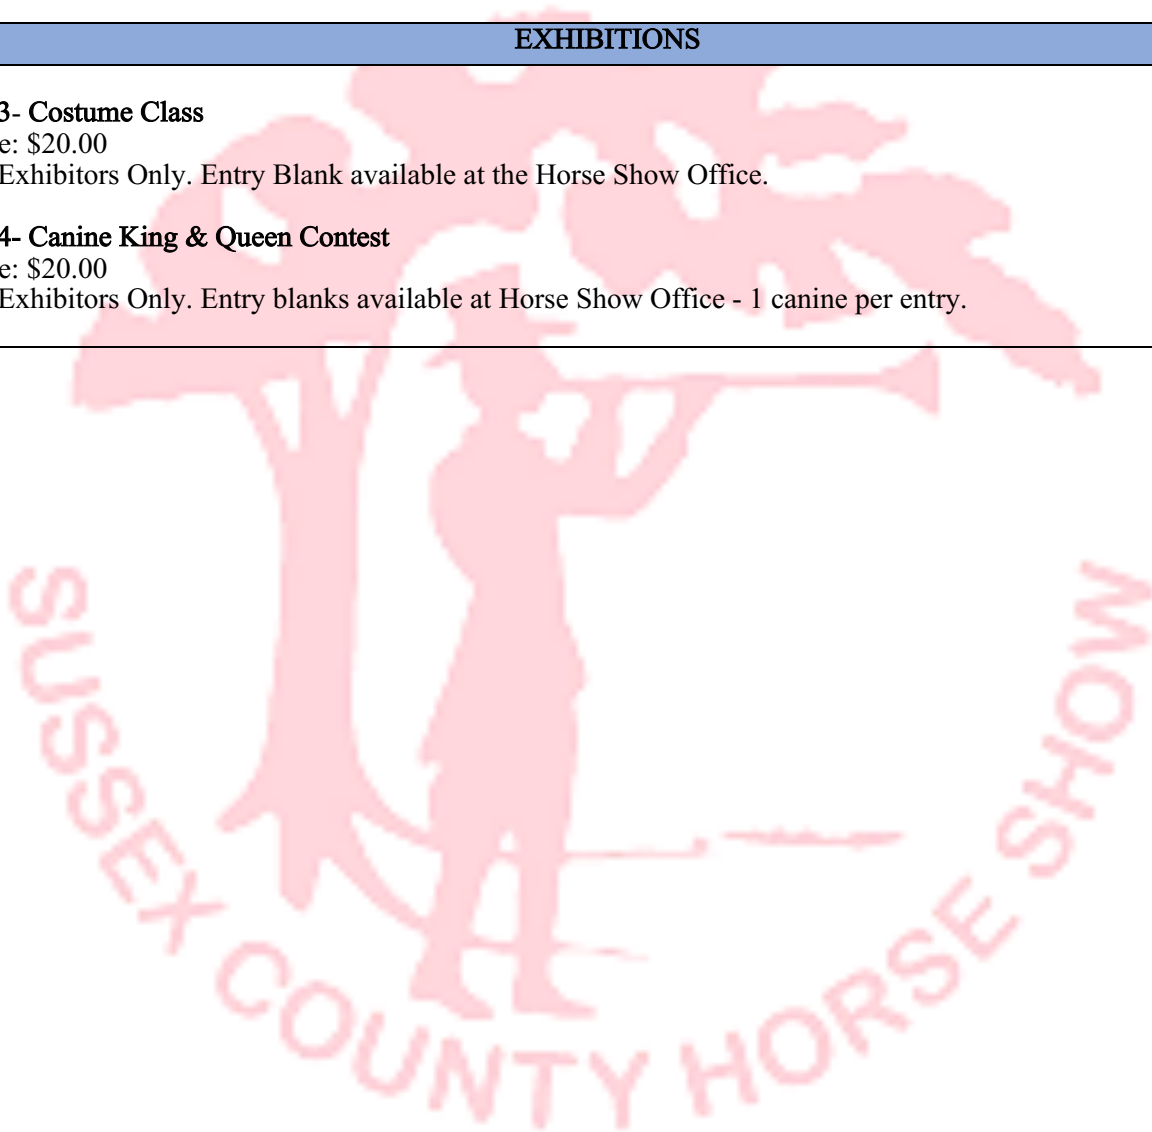 EXHIBITIONS
3- Costume Class
e: $20.00
Exhibitors Only. Entry Blank available at the Horse Show Office.
4- Canine King & Queen Contest
e: $20.00
Exhibitors Only. Entry blanks available at Horse Show Office - 1 canine per entry.
SUSSEX COUNTY HORSE SHOW